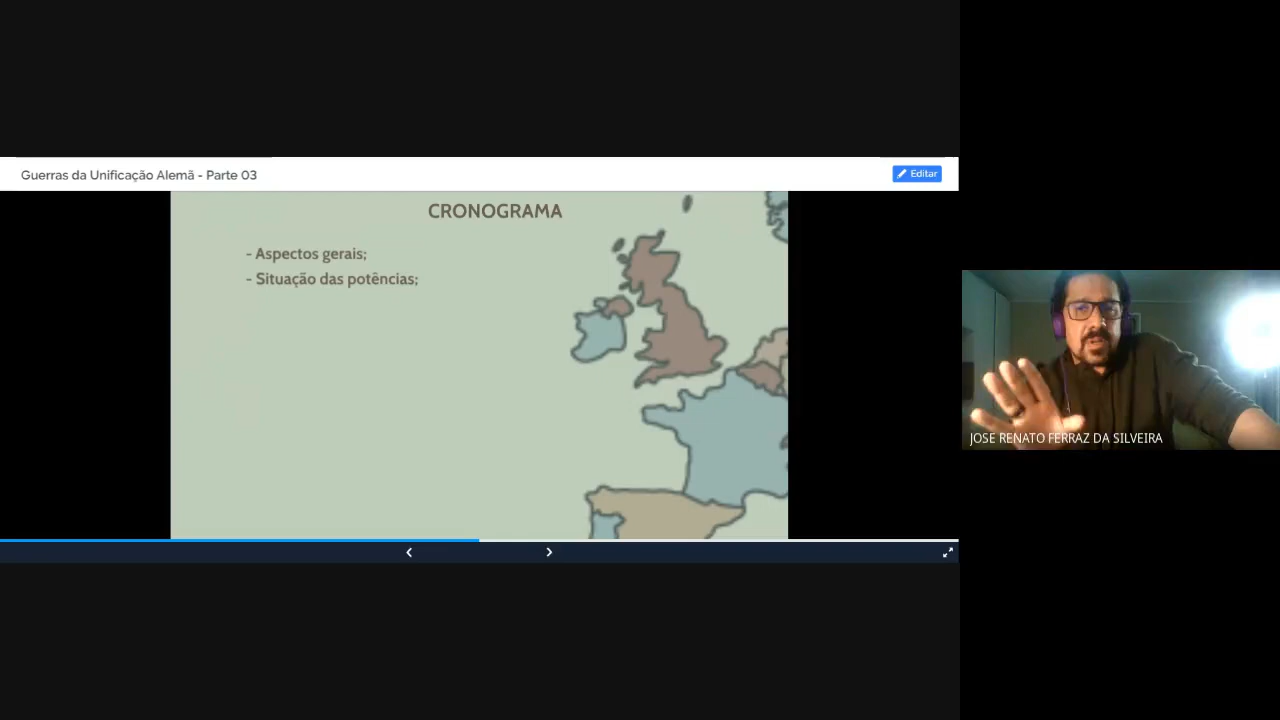 Guerras da Unificação Alemã - Parte 03
Editar
CRONOGRAMA
- Aspectos gerais;
- Situação das potências;
JOSE RENATO FERRAZ DA SILVEIRA